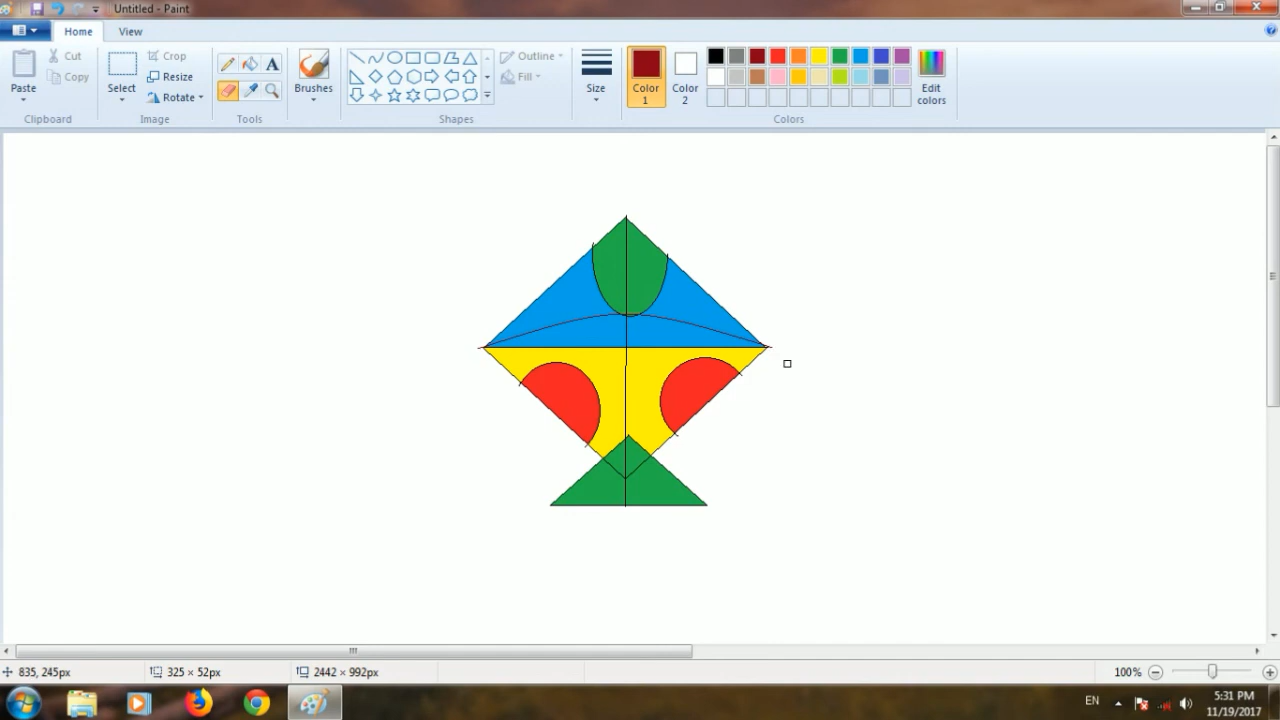 Untitled - Paint
Home View
Paste Cut Copy Clipboard
Select Crop Resize Rotate Image
A Tools
Brushes
Outline Fill Shapes
Size
Color 1 Color 2 Edit colors Colors
835, 245px 325 × 52px 2442 × 992px 100%
EN 5:31 PM
11/19/2017